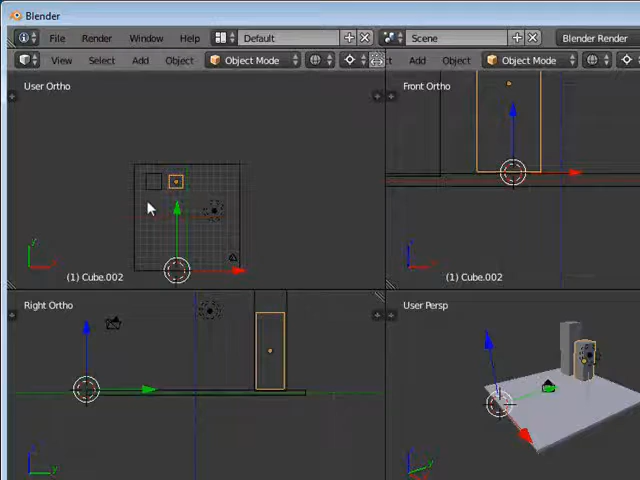 Blender
File Render Window Help Default Scene Blender Render
View Select Add Object Object Mode Add Object Object Mode
User Ortho
Front Ortho
(1) Cube.002
(1) Cube.002
Right Ortho
User Persp